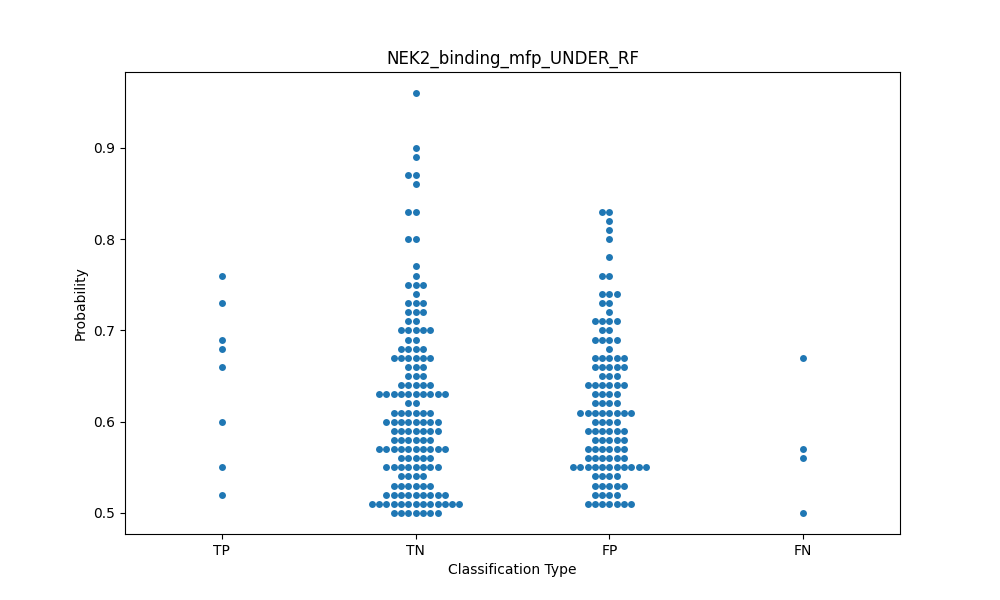 NEK2_binding_mfp_UNDER_RF
Probability
0.9
0.8
0.7
0.6
0.5
TP TN FP FN
Classification Type